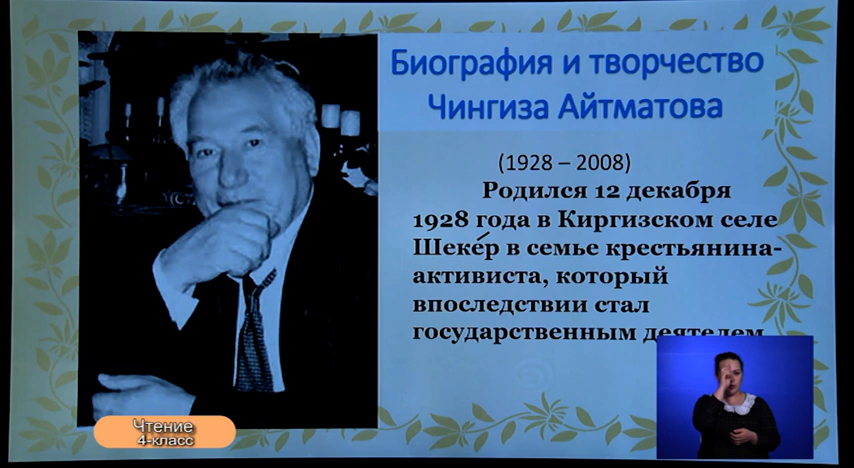 Биография и творчество
Чингиза Айтматова
(1928 – 2008)
Родился 12 декабря
1928 года в Киргизском селе
Шеке́р в семье крестьянина-
активиста, который
впоследствии стал
государственным деятелем
Чтение
4-класс